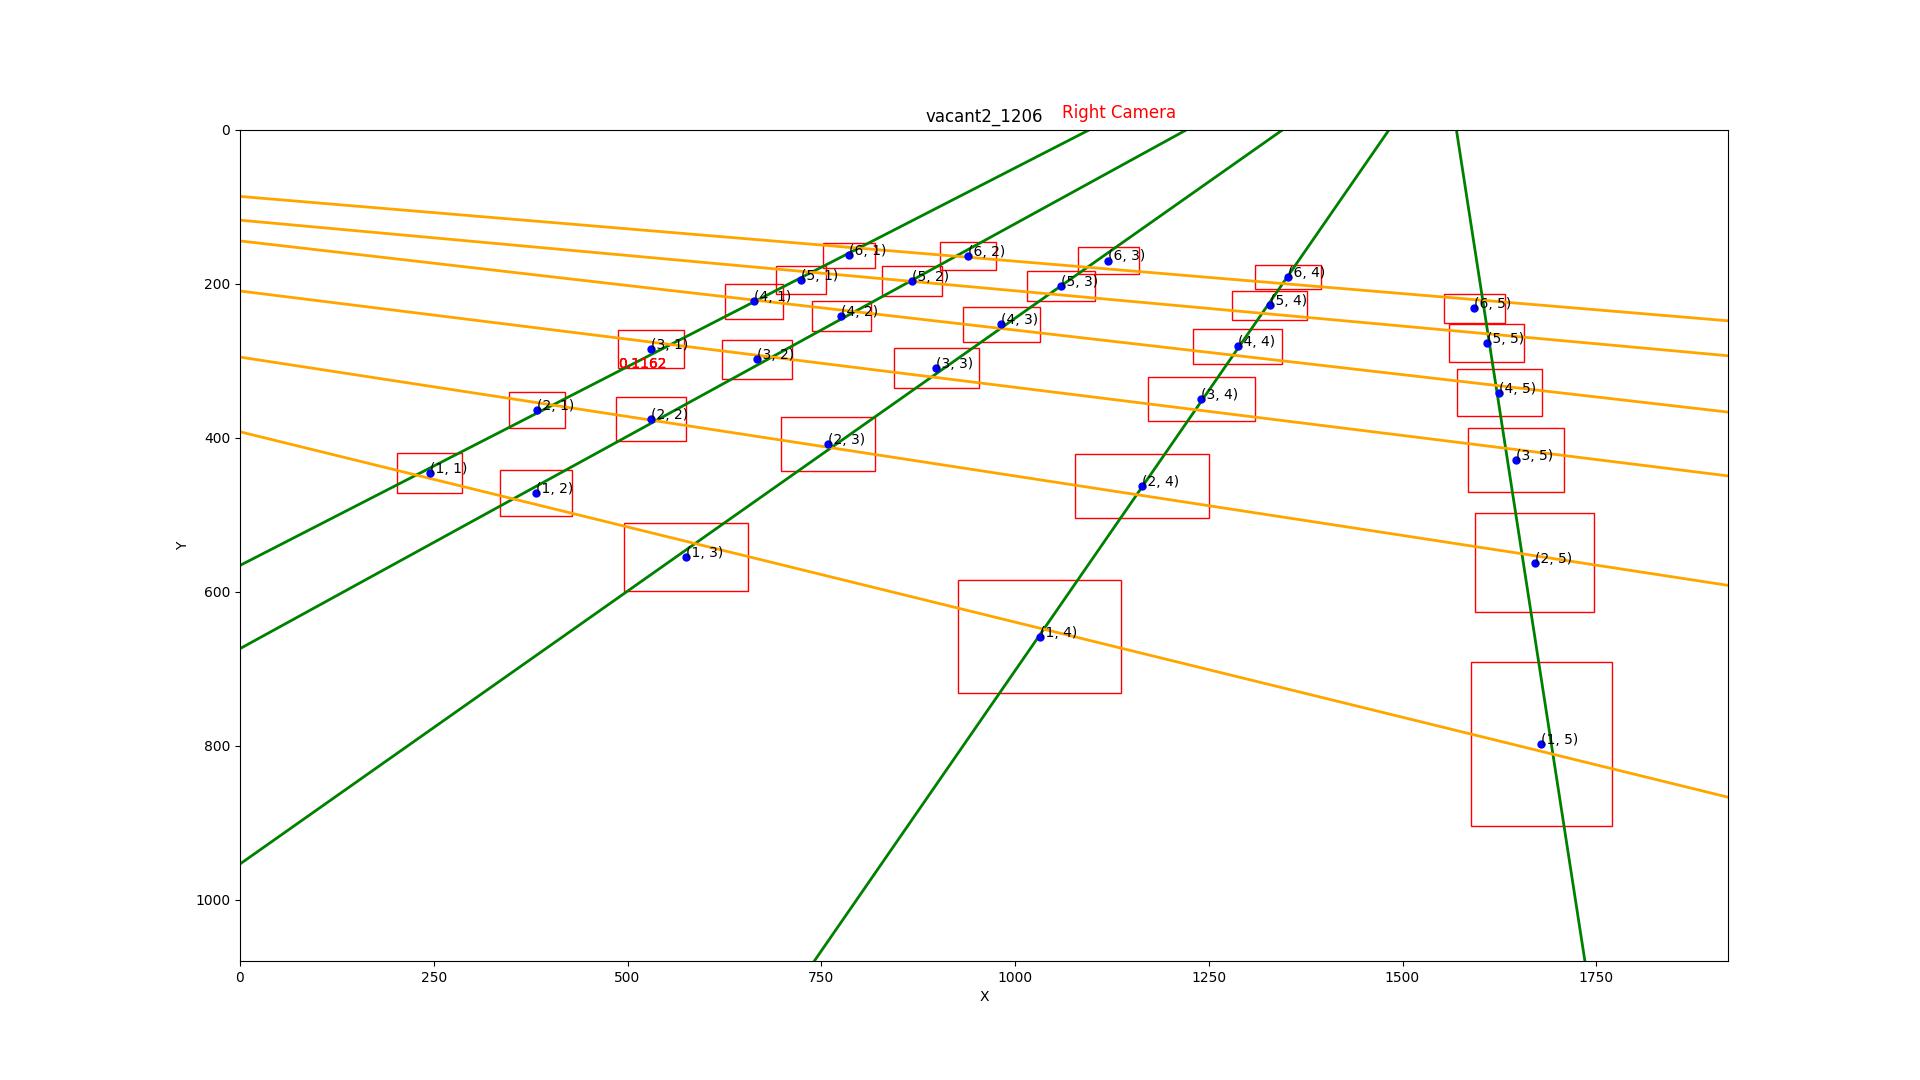 vacant2_1206 Right Camera
0
200
400
600
800
1000
Y
(6, 1) (6, 2) (6, 3) (6, 4) (6, 5)
(5, 1) (5, 2) (5, 3) (5, 4) (5, 5)
(4, 1) (4, 2) (4, 3) (4, 4) (4, 5)
(3, 1) (3, 2) (3, 3) (3, 4) (3, 5)
0.1162
(2, 1) (2, 2) (2, 3) (2, 4) (2, 5)
(1, 1) (1, 2) (1, 3) (1, 4) (1, 5)
0 250 500 750 1000 1250 1500 1750
X